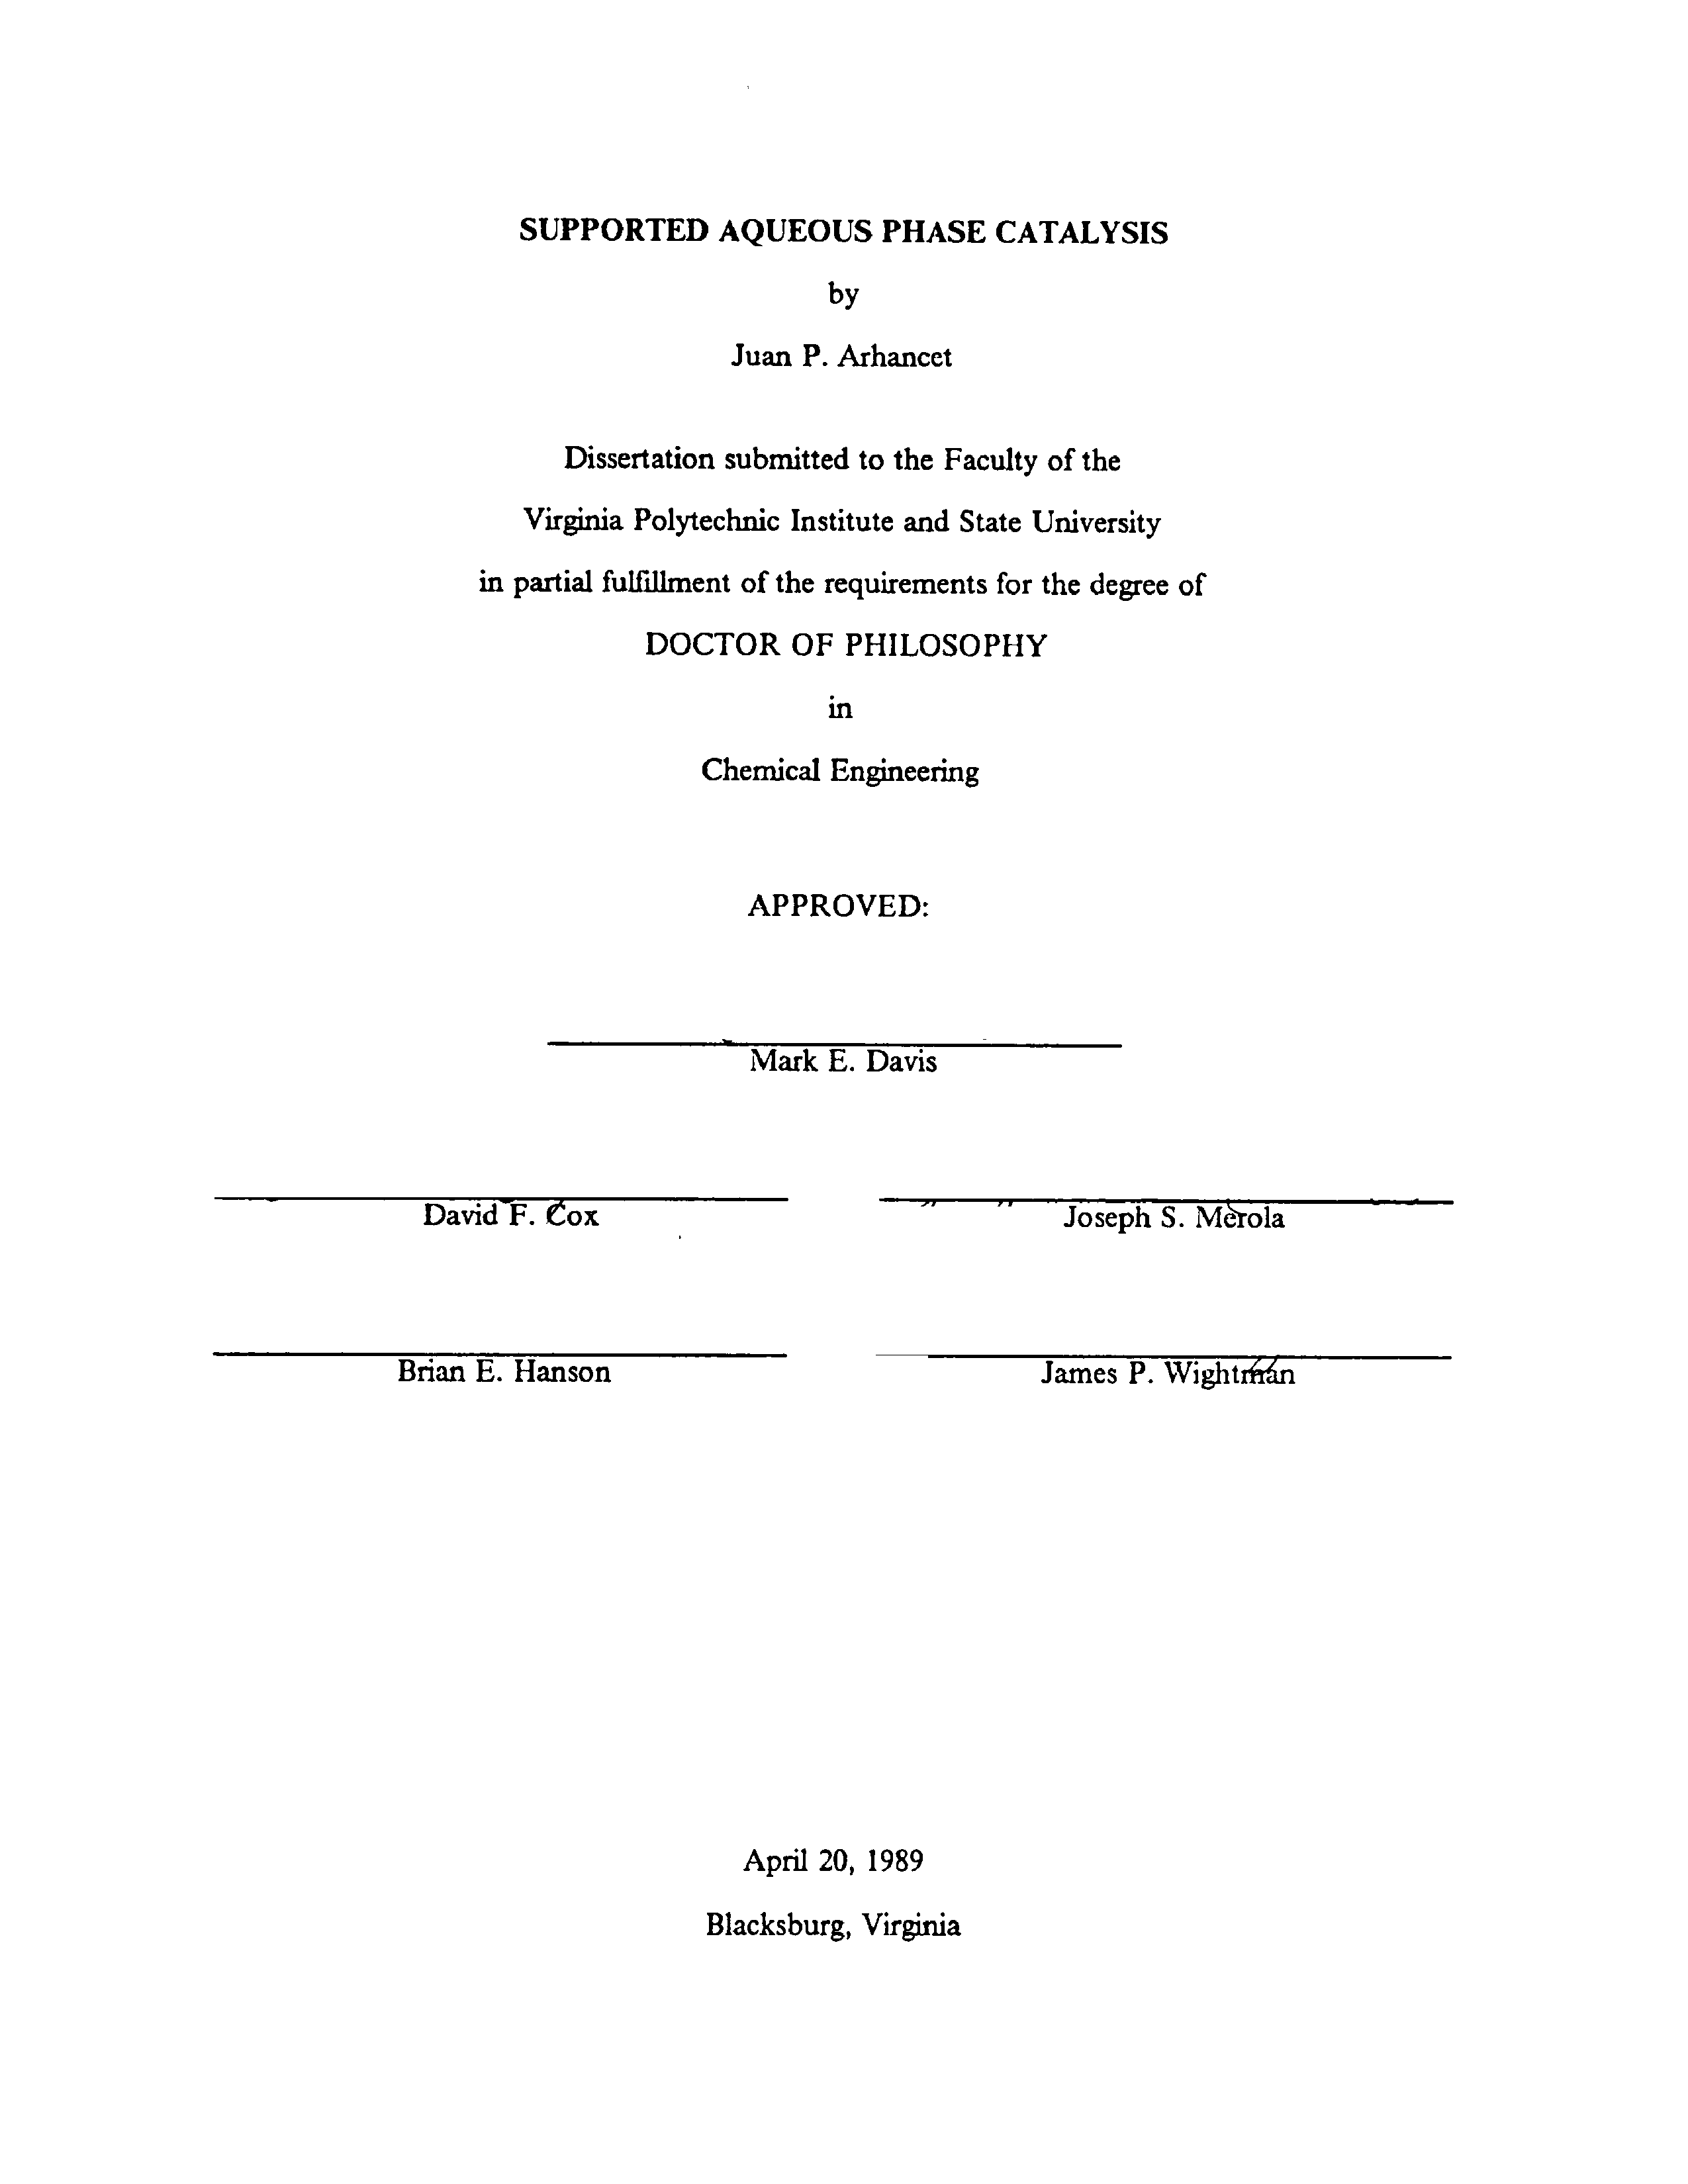 SUPPORTED AQUEOUS PHASE CATALYSIS
by
Juan P. Arhancet
Dissertation submitted to the Faculty of the
Virginia Polytechnic Institute and State University
in partial fulfillment of the requirements for the degree of
DOCTOR OF PHILOSOPHY
in
Chemical Engineering
APPROVED:
Mark E. Davis
David F. Cox
Joseph S. Merola
Brian E. Hanson
James P. Wightman
April 20, 1989
Blacksburg, Virginia